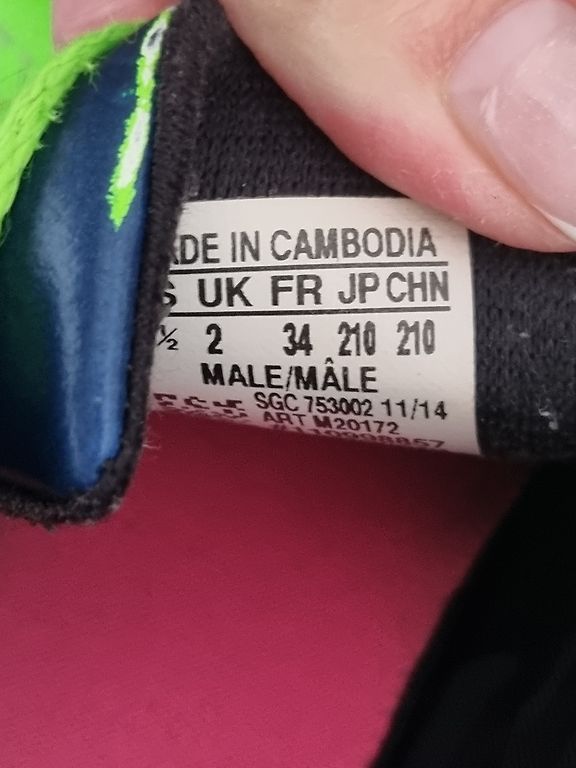 ADE IN CAMBODIA
S UK FR JP CHN
½ 2 34 210 210
MALE/MÂLE
SGC 753002 11/14
ART M20172